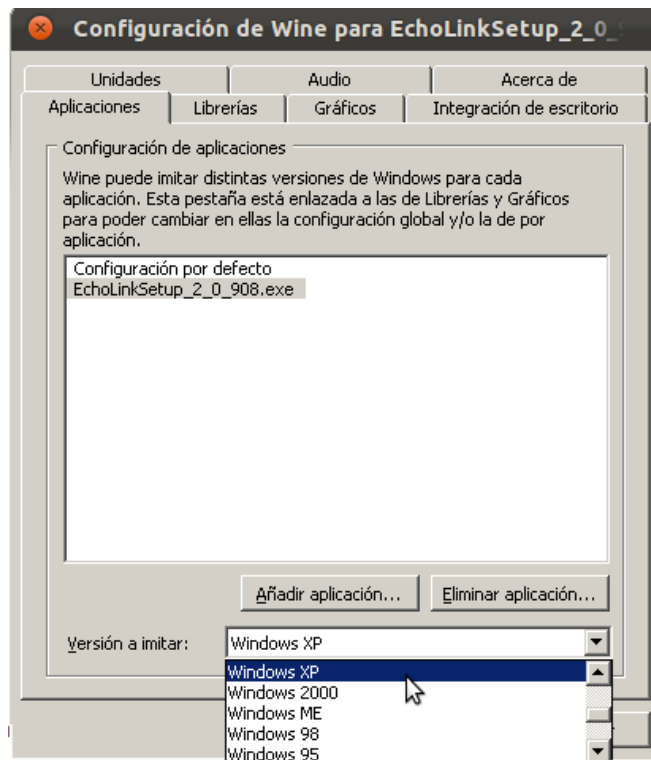 Configuración de Wine para EchoLinkSetup_2_0_
Unidades Audio Acerca de
Aplicaciones Librerías Gráficos Integración de escritorio
Configuración de aplicaciones
Wine puede imitar distintas versiones de Windows para cada
aplicación. Esta pestaña está enlazada a las de Librerías y Gráficos
para poder cambiar en ellas la configuración global y/o la de por
aplicación.
Configuración por defecto
EchoLinkSetup_2_0_908.exe
Añadir aplicación... Eliminar aplicación...
Versión a imitar: Windows XP
Windows XP
Windows 2000
Windows ME
Windows 98
Windows 95